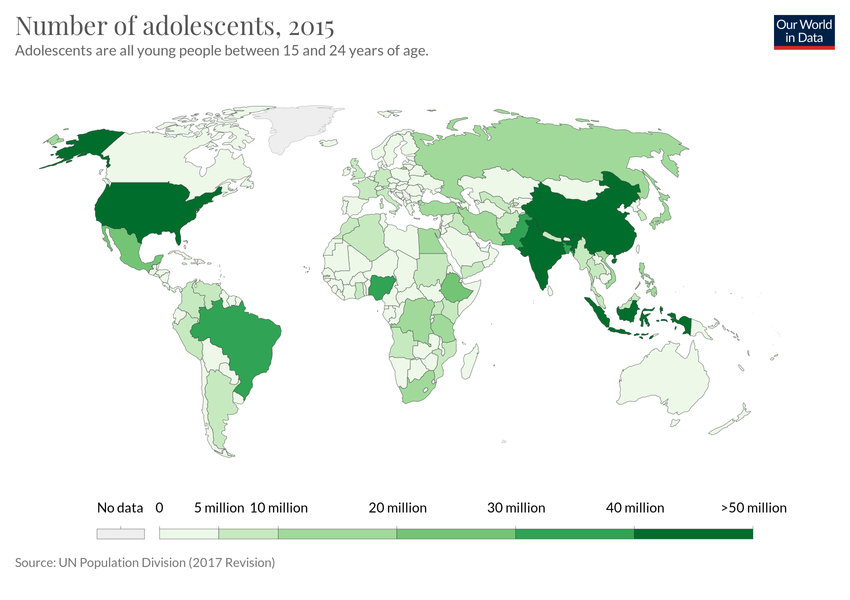 Number of adolescents, 2015
Adolescents are all young people between 15 and 24 years of age.
Our World
in Data
No data 0 5 million 10 million 20 million 30 million 40 million >50 million
Source: UN Population Division (2017 Revision)